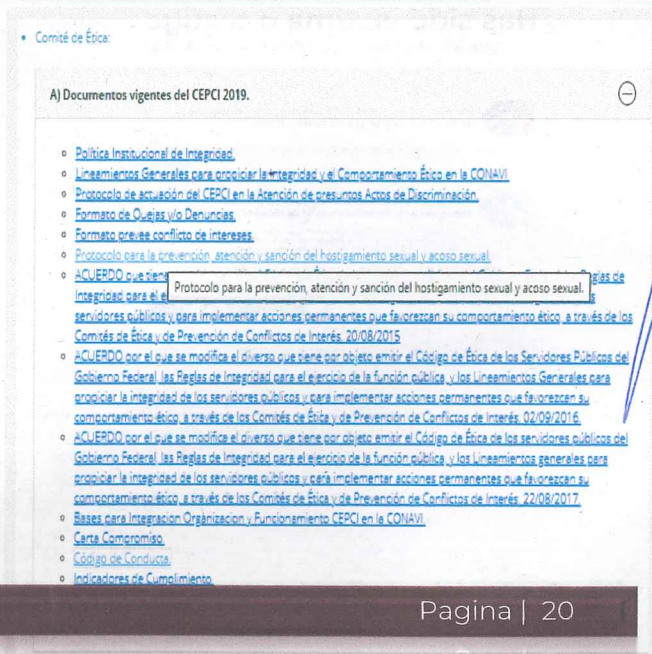 Comité de Ética:
A) Documentos vigentes del CEPCI 2019.
Política Institucional de Integridad.
Lineamientos Generales para propiciar la integridad y el Comportamiento Ético en la CONAVI.
Protocolo de actuación del CEPCI en la Atención de presuntos Actos de Discriminación.
Formato de Quejas y/o Denuncias.
Formato prevee conflicto de intereses.
Protocolo para la prevención, atención y sanción del hostigamiento sexual y acoso sexual.
ACUERDO que tiene Reglas de
Protocolo para la prevención, atención y sanción del hostigamiento sexual y acoso sexual.
Integridad para el e
servidores públicos y para implementar acciones permanentes que favorezcan su comportamiento ético, a través de los
Comités de Ética y de Prevención de Conflictos de Interés. 20/08/2015
ACUERDO por el que se modifica el diverso que tiene por objeto emitir el Código de Ética de los Servidores Públicos del
Gobierno Federal, las Reglas de Integridad para el ejercicio de la función pública, y los Lineamientos Generales para
propiciar la integridad de los servidores públicos y para implementar acciones permanentes que favorezcan su
comportamiento ético, a través de los Comités de Ética y de Prevención de Conflictos de Interés. 02/09/2016.
ACUERDO por el que se modifica el diverso que tiene por objeto emitir el Código de Ética de los servidores públicos del
Gobierno Federal, las Reglas de Integridad para el ejercicio de la función pública, y los Lineamientos generales para
propiciar la integridad de los servidores públicos y para implementar acciones permanentes que favorezcan su
comportamiento ético, a través de los Comités de Ética y de Prevención de Conflictos de Interés. 22/08/2017.
Bases para Integracion Organizacion y Funcionamiento CEPCI en la CONAVI.
Carta Compromiso.
Código de Conducta.
Indicadores de Cumplimiento.
Pagina | 20